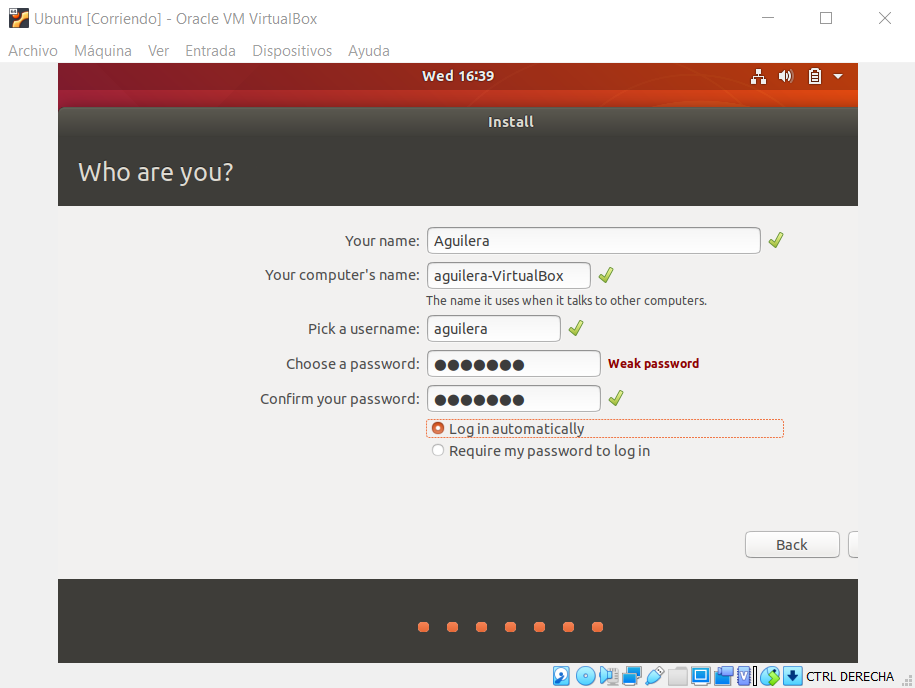 Ubuntu [Corriendo] - Oracle VM VirtualBox
Archivo Máquina Ver Entrada Dispositivos Ayuda
Wed 16:39
Install
Who are you?
Your name: Aguilera
Your computer's name: aguilera-VirtualBox
The name it uses when it talks to other computers.
Pick a username: aguilera
Choose a password: ●●●●●●● Weak password
Confirm your password: ●●●●●●●
Log in automatically
Require my password to log in
Back
CTRL DERECHA